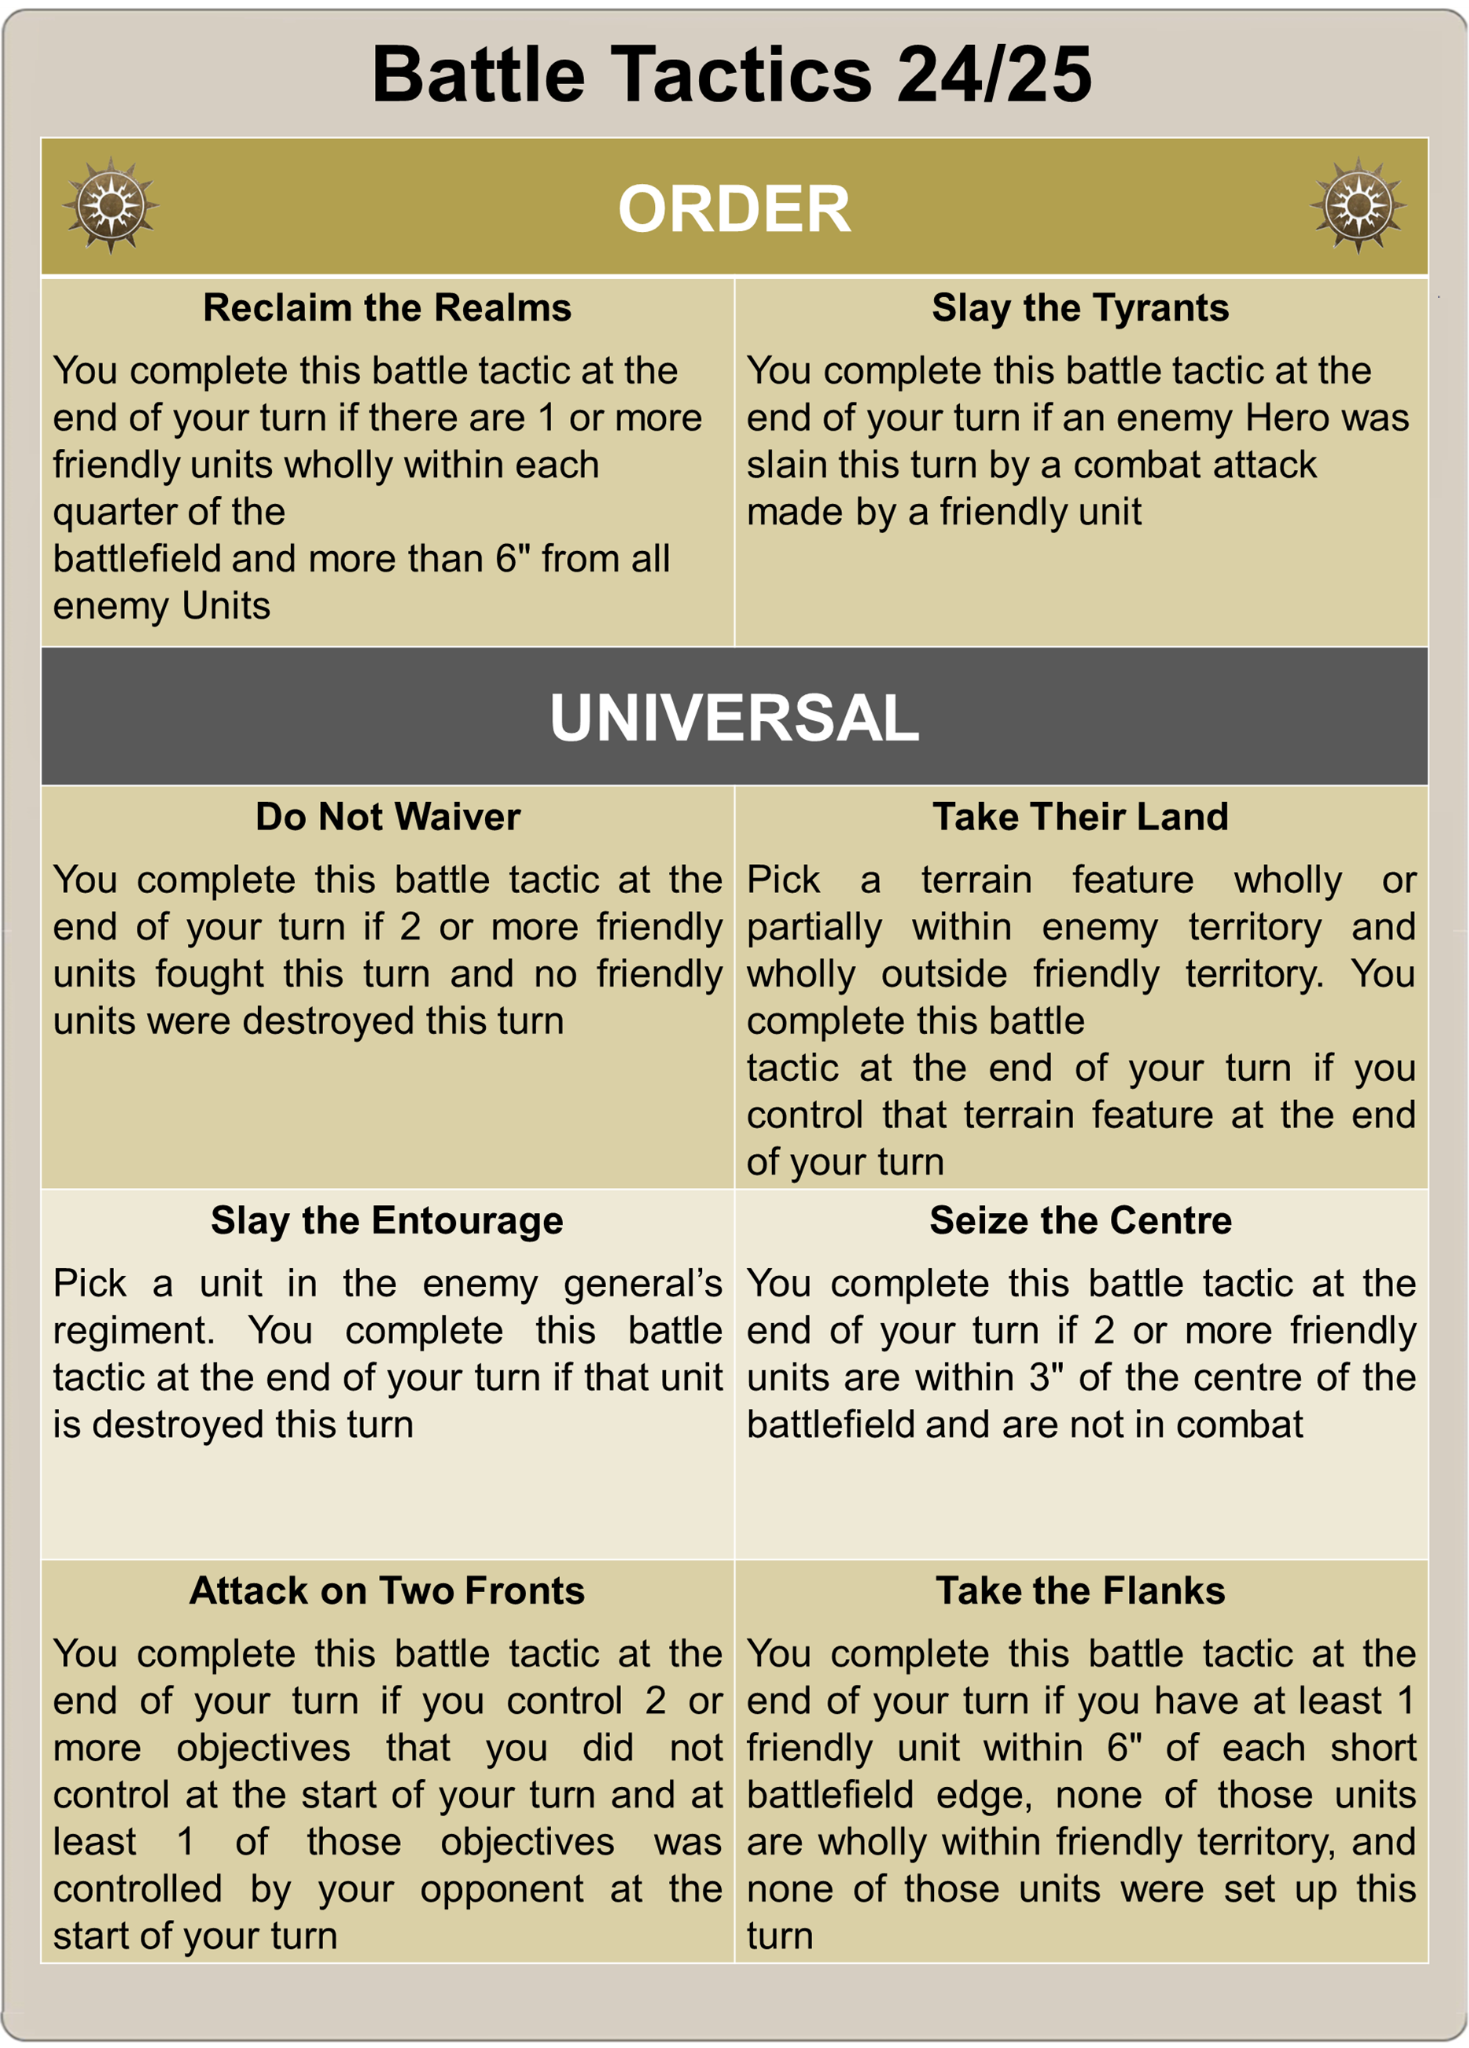 Battle Tactics 24/25
ORDER
Reclaim the Realms
You complete this battle tactic at the
end of your turn if there are 1 or more
friendly units wholly within each
quarter of the
battlefield and more than 6" from all
enemy Units
Slay the Tyrants
You complete this battle tactic at the
end of your turn if an enemy Hero was
slain this turn by a combat attack
made by a friendly unit
UNIVERSAL
Do Not Waiver
You complete this battle tactic at the
end of your turn if 2 or more friendly
units fought this turn and no friendly
units were destroyed this turn
Take Their Land
Pick a terrain feature wholly or
partially within enemy territory and
wholly outside friendly territory. You
complete this battle
tactic at the end of your turn if you
control that terrain feature at the end
of your turn
Slay the Entourage
Pick a unit in the enemy general’s
regiment. You complete this battle
tactic at the end of your turn if that unit
is destroyed this turn
Seize the Centre
You complete this battle tactic at the
end of your turn if 2 or more friendly
units are within 3" of the centre of the
battlefield and are not in combat
Attack on Two Fronts
You complete this battle tactic at the
end of your turn if you control 2 or
more objectives that you did not
control at the start of your turn and at
least 1 of those objectives was
controlled by your opponent at the
start of your turn
Take the Flanks
You complete this battle tactic at the
end of your turn if you have at least 1
friendly unit within 6" of each short
battlefield edge, none of those units
are wholly within friendly territory, and
none of those units were set up this
turn